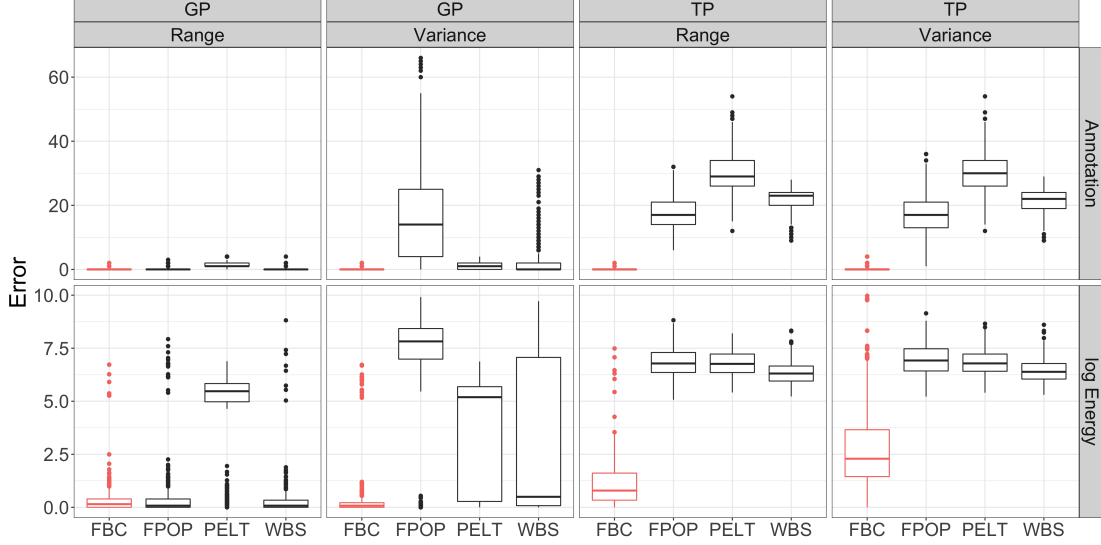 GP GP TP TP
Range Variance Range Variance
60
40
20
0
Annotation
Error
10.0
7.5
5.0
2.5
0.0
log Energy
FBC FPOP PELT WBS FBC FPOP PELT WBS FBC FPOP PELT WBS FBC FPOP PELT WBS